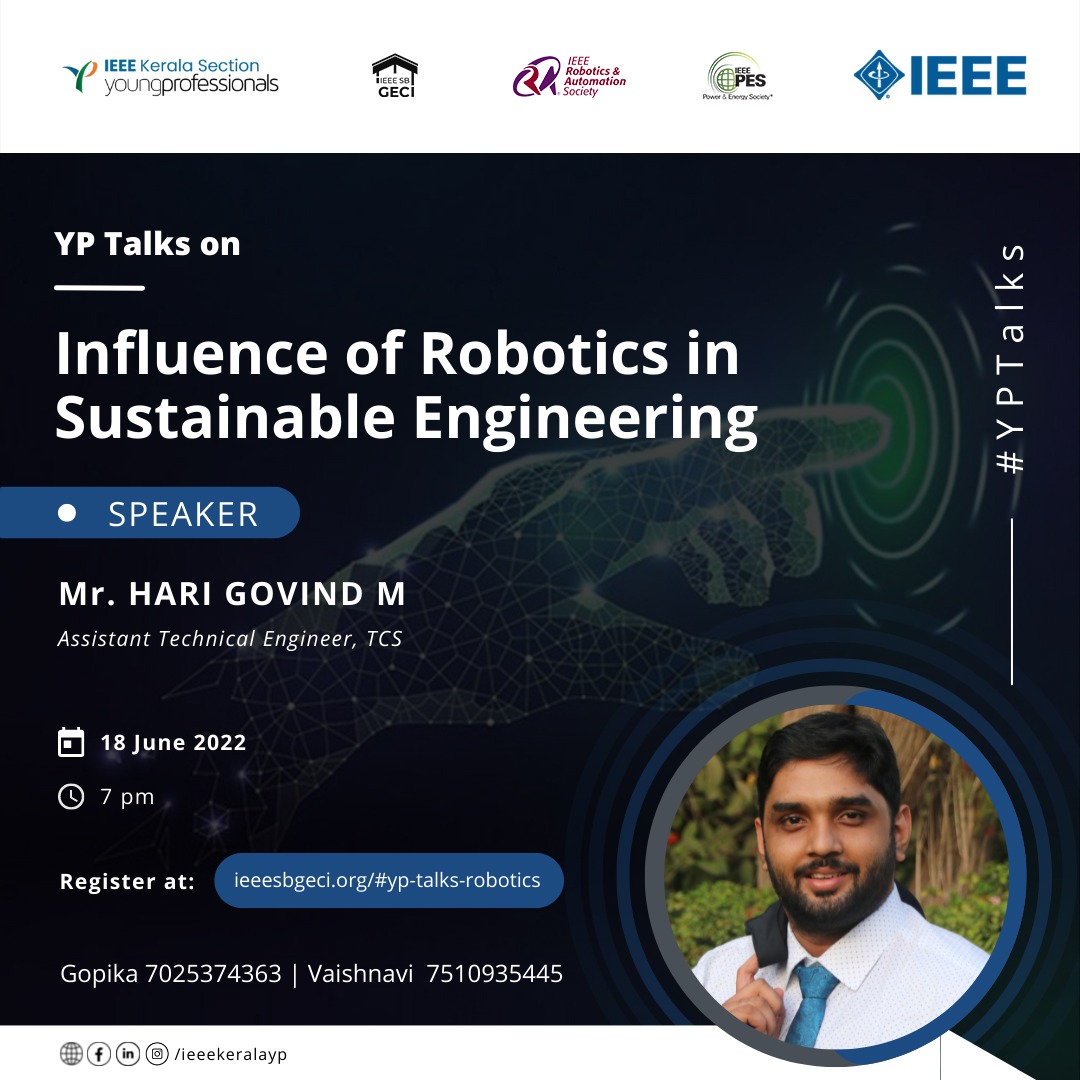 IEEE Kerala Section
youngprofessionals
IEEE SB
GECI
IEEE
Robotics &
Automation
Society
IEEE
PES
Power & Energy Society®
IEEE
YP Talks on
Influence of Robotics in
Sustainable Engineering
#YPTalks
SPEAKER
Mr. HARI GOVIND M
Assistant Technical Engineer, TCS
18 June 2022
7 pm
Register at: ieeesbgeci.org/#yp-talks-robotics
Gopika 7025374363 | Vaishnavi 7510935445
/ieeekeralayp